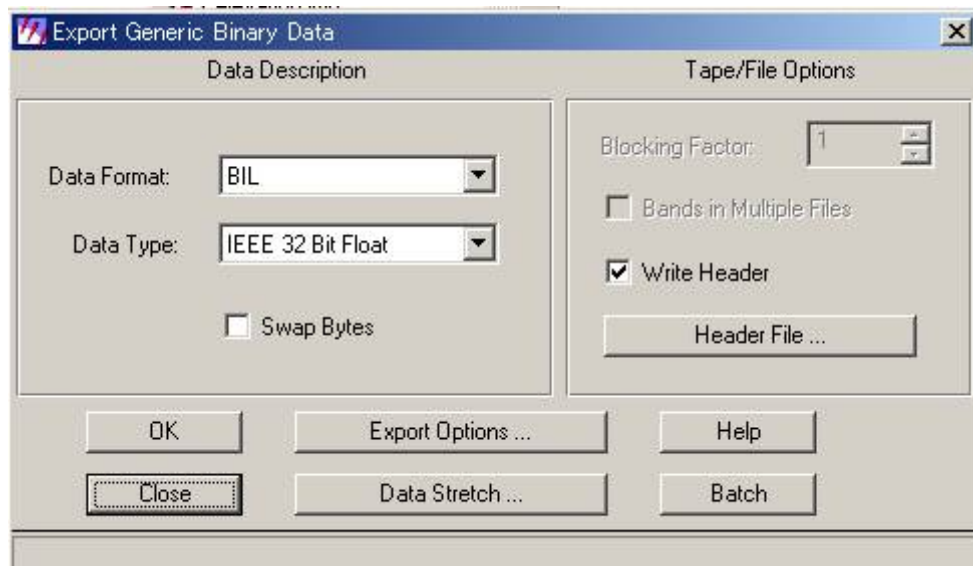 Export Generic Binary Data
Data Description
Tape/File Options
Data Format:
BIL
Data Type:
IEEE 32 Bit Float
Swap Bytes
Blocking Factor:
1
Bands in Multiple Files
Write Header
Header File ...
OK
Export Options ...
Help
Close
Data Stretch ...
Batch